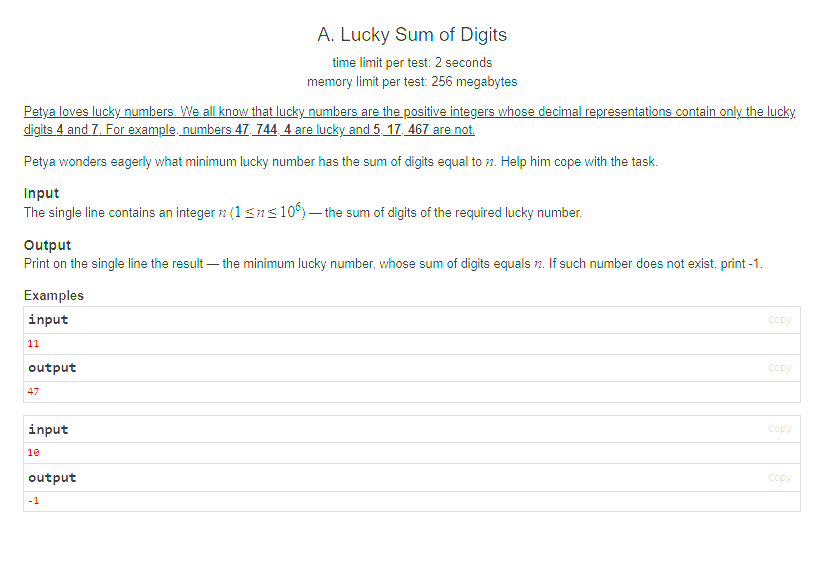 A. Lucky Sum of Digits
time limit per test: 2 seconds
memory limit per test: 256 megabytes
Petya loves lucky numbers. We all know that lucky numbers are the positive integers whose decimal representations contain only the lucky
digits 4 and 7. For example, numbers 47, 744, 4 are lucky and 5, 17, 467 are not.
Petya wonders eagerly what minimum lucky number has the sum of digits equal to n. Help him cope with the task.
Input
The single line contains an integer n (1 ≤ n ≤ 10⁶) — the sum of digits of the required lucky number.
Output
Print on the single line the result — the minimum lucky number, whose sum of digits equals n. If such number does not exist, print -1.
Examples
input Copy
11
output Copy
47
input Copy
10
output Copy
-1